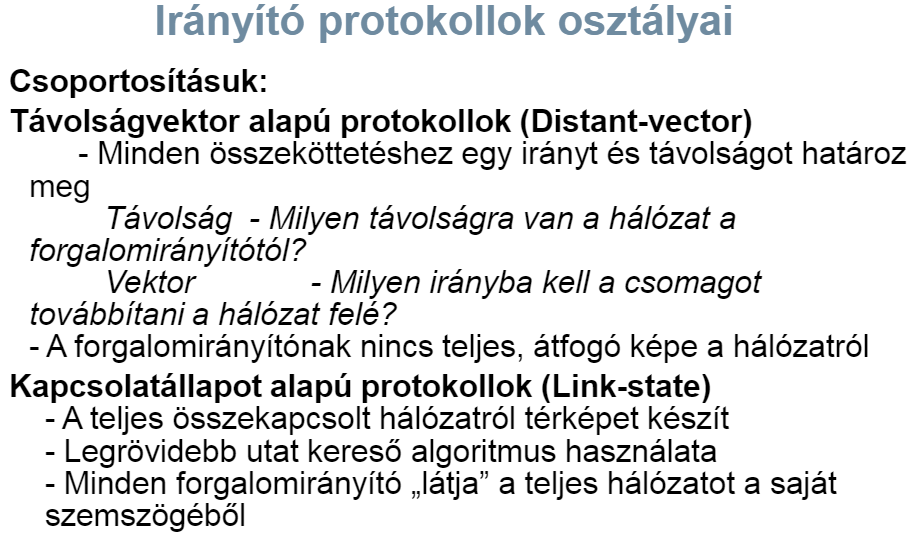 Irányító protokollok osztályai
Csoportosításuk:
Távolságvektor alapú protokollok (Distant-vector)
- Minden összeköttetéshez egy irányt és távolságot határoz
meg
Távolság - Milyen távolságra van a hálózat a
forgalomirányítótól?
Vektor - Milyen irányba kell a csomagot
továbbítani a hálózat felé?
- A forgalomirányítónak nincs teljes, átfogó képe a hálózatról
Kapcsolatállapot alapú protokollok (Link-state)
- A teljes összekapcsolt hálózatról térképet készít
- Legrövidebb utat kereső algoritmus használata
- Minden forgalomirányító „látja” a teljes hálózatot a saját
szemszögéből